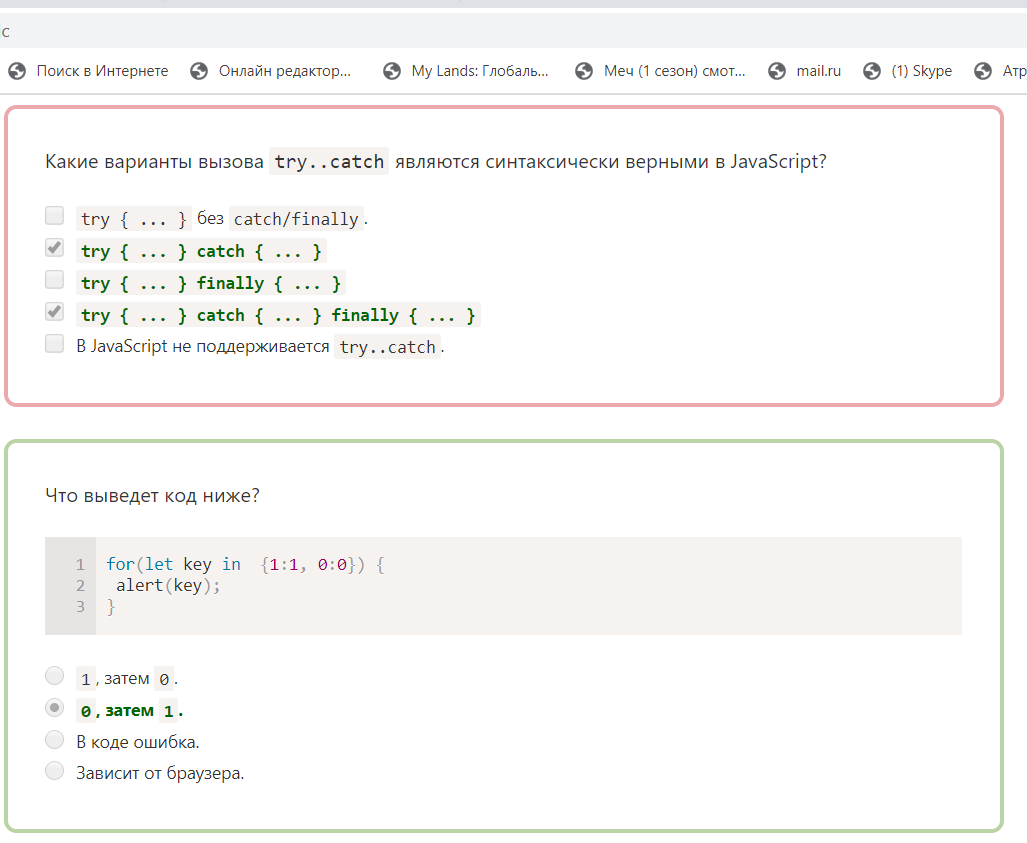 ic
Поиск в Интернете Онлайн редактор... My Lands: Глобаль... Меч (1 сезон) смот... mail.ru (1) Skype Атр
Какие варианты вызова try..catch являются синтаксически верными в JavaScript?
try { ... } без catch/finally.
try { ... } catch { ... }
try { ... } finally { ... }
try { ... } catch { ... } finally { ... }
В JavaScript не поддерживается try..catch.
Что выведет код ниже?
1 for(let key in {1:1, 0:0}) {
2 alert(key);
3 }
1, затем 0.
0, затем 1.
В коде ошибка.
Зависит от браузера.